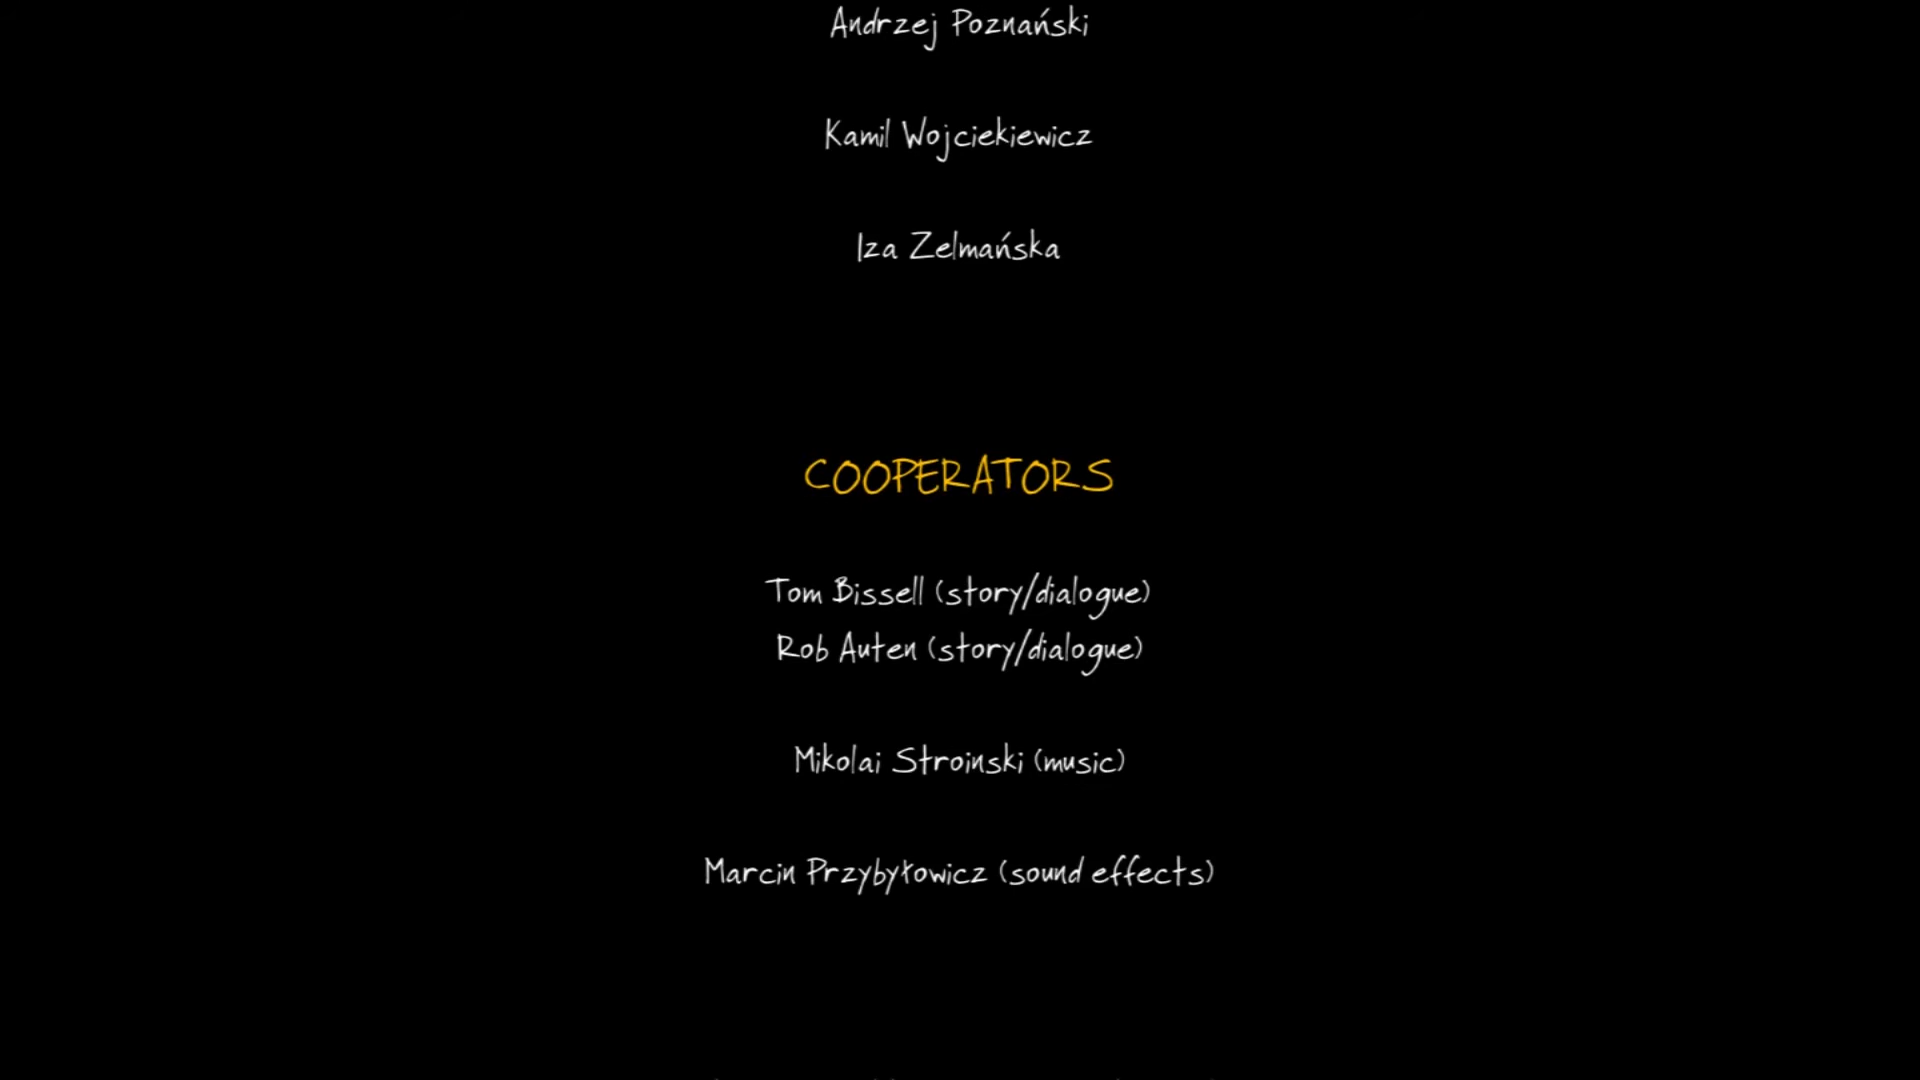 Andrzej Poznański
Kamil Wojciekiewicz
Iza Zelmańska
COOPERATORS
Tom Bissell (story/dialogue)
Rob Auten (story/dialogue)
Mikolai Stroinski (music)
Marcin Przybyłowicz (sound effects)